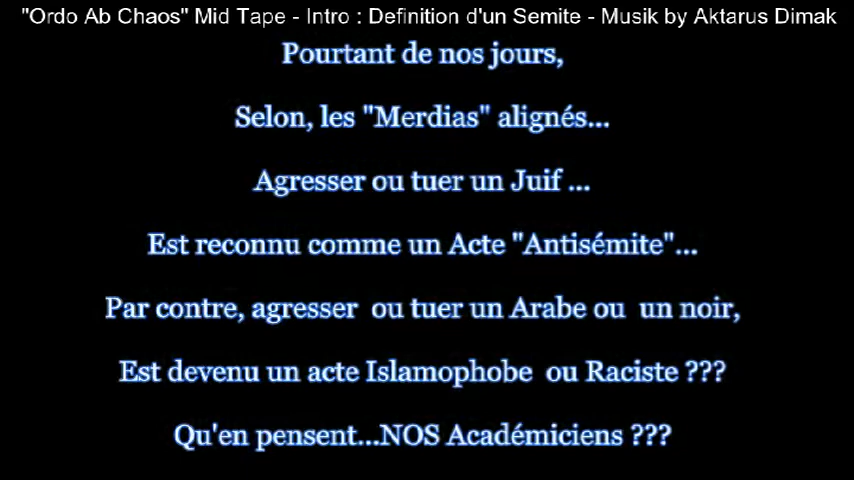 "Ordo Ab Chaos" Mid Tape - Intro : Definition d'un Semite - Musik by Aktarus Dimak
Pourtant de nos jours,
Selon, les "Merdias" alignés...
Agresser ou tuer un Juif ...
Est reconnu comme un Acte "Antisémite"...
Par contre, agresser  ou tuer un Arabe ou  un noir,
Est devenu un acte Islamophobe  ou Raciste ???
Qu'en pensent...NOS Académiciens ???